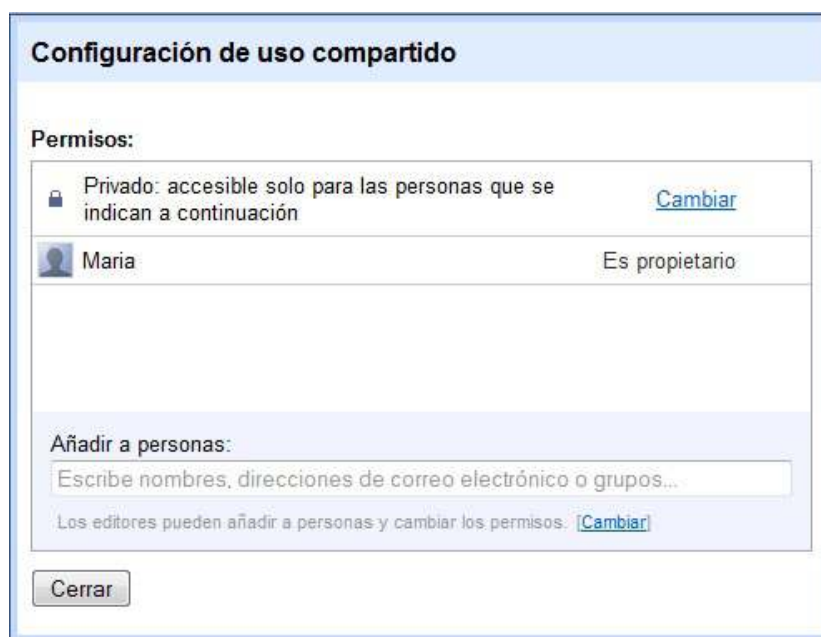 Configuración de uso compartido
Permisos:
Privado: accesible solo para las personas que se
indican a continuación
Cambiar
Maria
Es propietario
Añadir a personas:
Escribe nombres, direcciones de correo electrónico o grupos...
Los editores pueden añadir a personas y cambiar los permisos. [Cambiar]
Cerrar